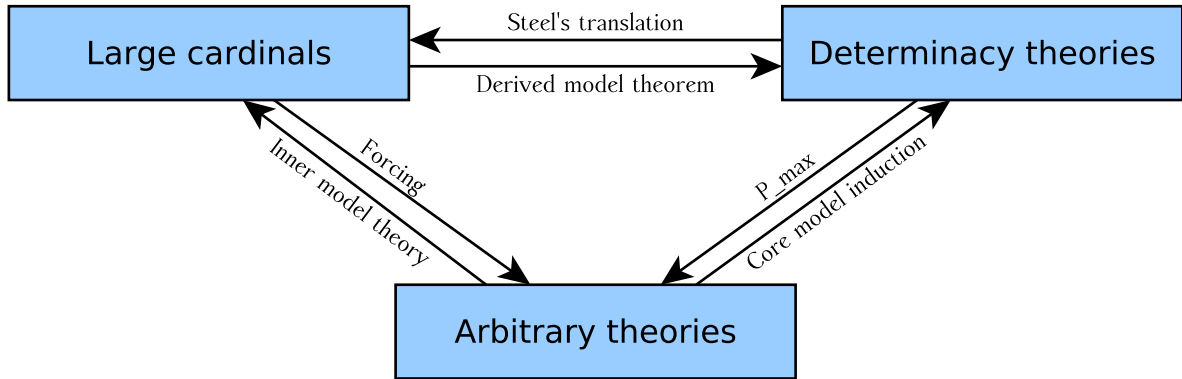 Steel's translation
Large cardinals
Determinacy theories
Derived model theorem
Forcing
Inner model theory
P_max
Core model induction
Arbitrary theories